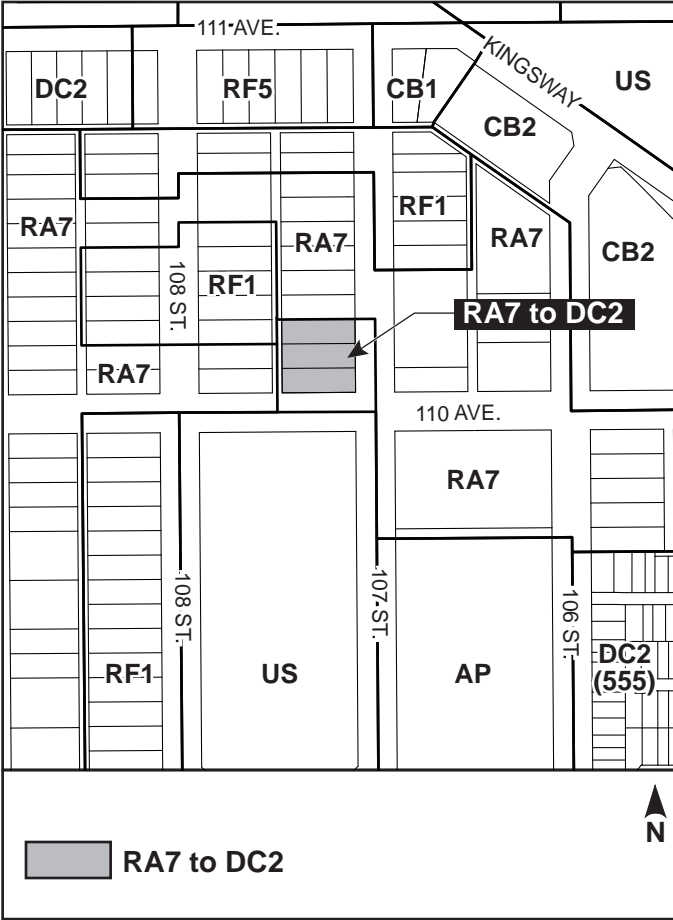 111 AVE.
KINGSWAY
US
DC2
RF5
CB1
CB2
RF1
RA7
RA7
RA7
CB2
108 ST.
RF1
RA7 to DC2
RA7
110 AVE.
RA7
108 ST.
107 ST.
106 ST.
RF1
US
AP
DC2
(555)
N
RA7 to DC2